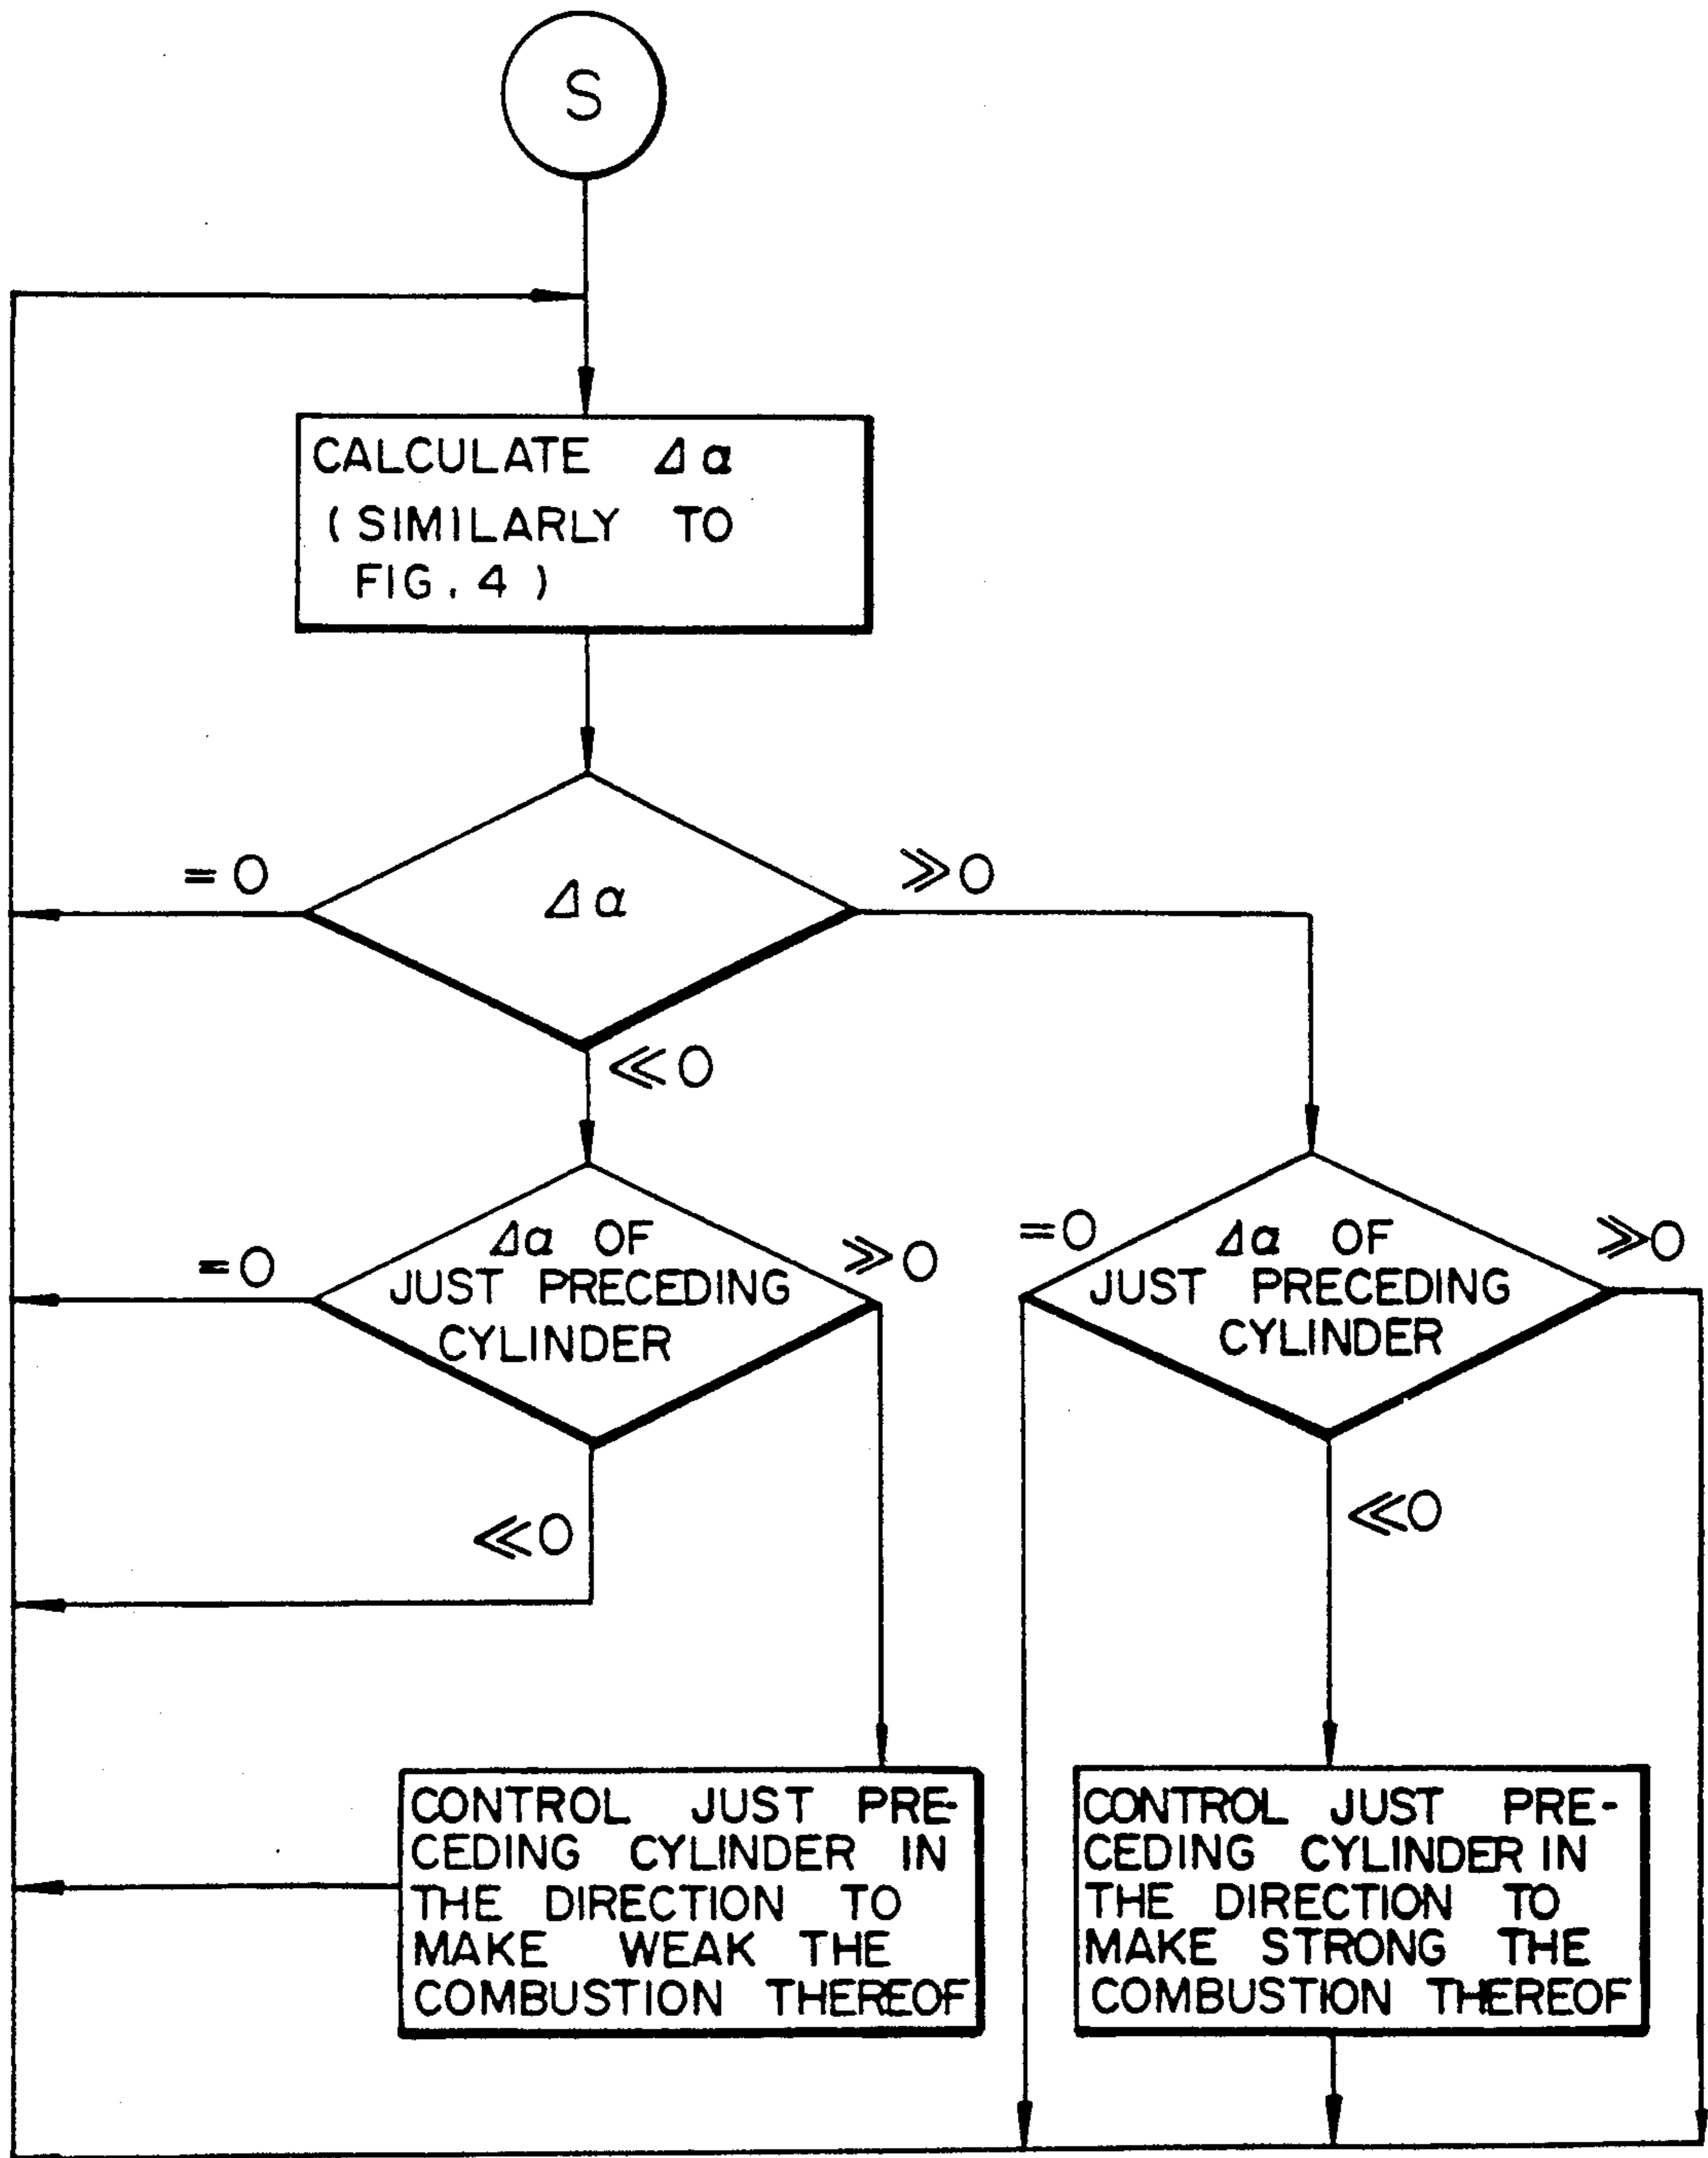 S
CALCULATE Δα
(SIMILARLY TO
FIG. 4)
=0
Δα
≫0
≪0
=0
Δα OF
JUST PRECEDING
CYLINDER
≫0
≪0
=0
Δα OF
JUST PRECEDING
CYLINDER
≫0
≪0
CONTROL JUST PRE-
CEDING CYLINDER IN
THE DIRECTION TO
MAKE WEAK THE
COMBUSTION THEREOF
CONTROL JUST PRE-
CEDING CYLINDER IN
THE DIRECTION TO
MAKE STRONG THE
COMBUSTION THEREOF